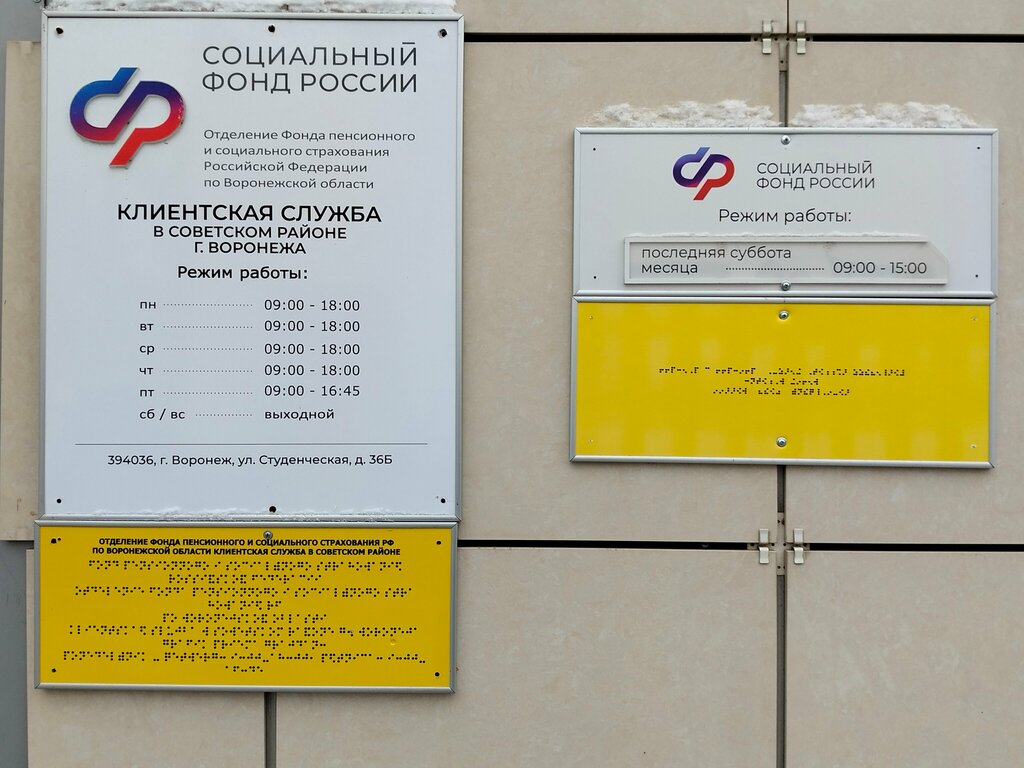 СОЦИАЛЬНЫЙ
ФОНД РОССИИ
Отделение Фонда пенсионного
и социального страхования
Российской Федерации
по Воронежской области
КЛИЕНТСКАЯ СЛУЖБА
В СОВЕТСКОМ РАЙОНЕ
Г. ВОРОНЕЖА
Режим работы:
пн 09:00 - 18:00
вт 09:00 - 18:00
ср 09:00 - 18:00
чт 09:00 - 18:00
пт 09:00 - 16:45
сб / вс выходной
394036, г. Воронеж, ул. Студенческая, д. 36Б
ОТДЕЛЕНИЕ ФОНДА ПЕНСИОННОГО И СОЦИАЛЬНОГО СТРАХОВАНИЯ РФ
ПО ВОРОНЕЖСКОЙ ОБЛАСТИ КЛИЕНТСКАЯ СЛУЖБА В СОВЕТСКОМ РАЙОНЕ
СОЦИАЛЬНЫЙ
ФОНД РОССИИ
Режим работы:
последняя суббота
месяца 09:00 - 15:00